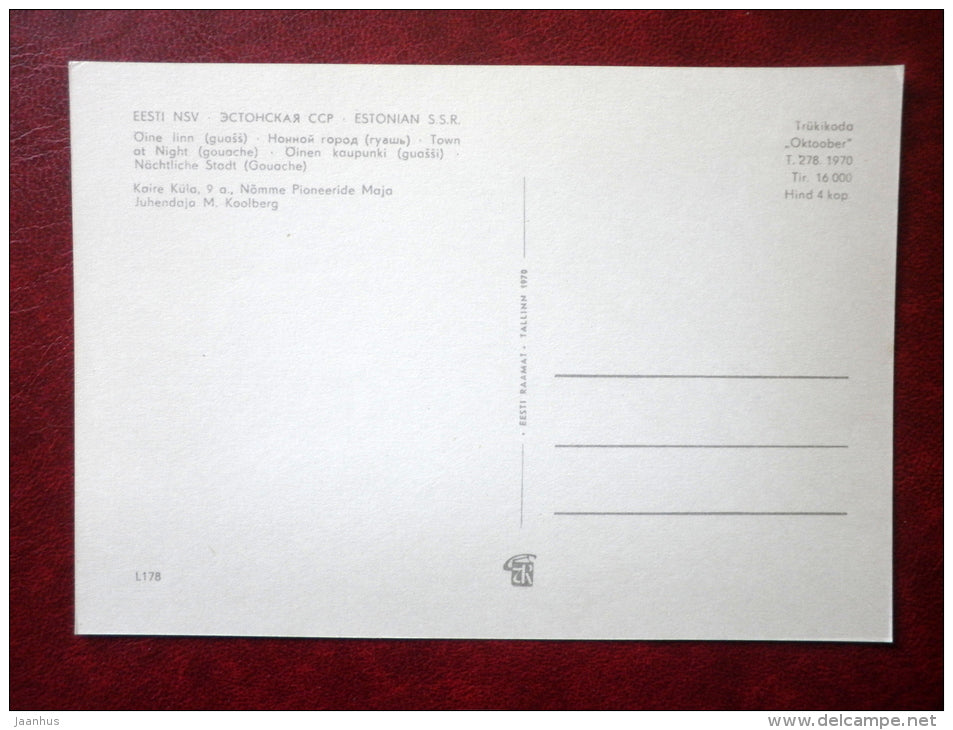 EESTI NSV · ЭСТОНСКАЯ ССР · ESTONIAN S.S.R.
Öine linn (guašš) · Ноннοй город (гуашь) · Town
at Night (gouache) · Öinen kaupunki (guašši) ·
Nächtliche Stadt (Gouache)
Kaire Küla, 9 a., Nõmme Pioneeride Maja
Juhendaja M. Koolberg
Trükikoda
„Oktoober"
T. 278. 1970
Tir. 16 000
Hind 4 kop.
· EESTI RAAMAT · TALLINN 1970
L178
jaanhus
delcampe.net